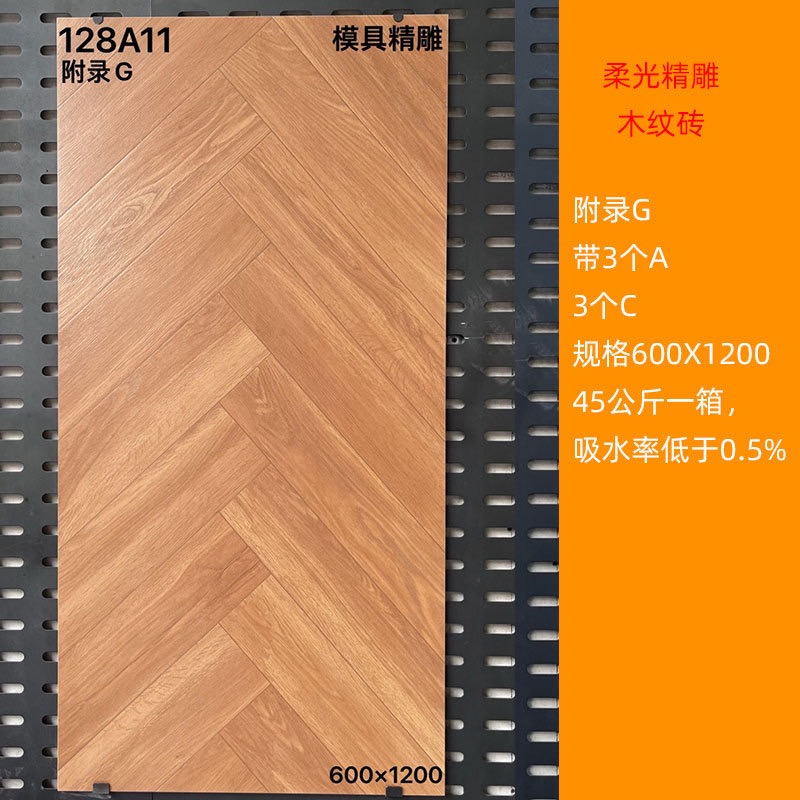 128A11
模具精雕
附录G
600×1200
柔光精雕
木纹砖
附录G
带3个A
3个C
规格600X1200
45公斤一箱，
吸水率低于0.5%